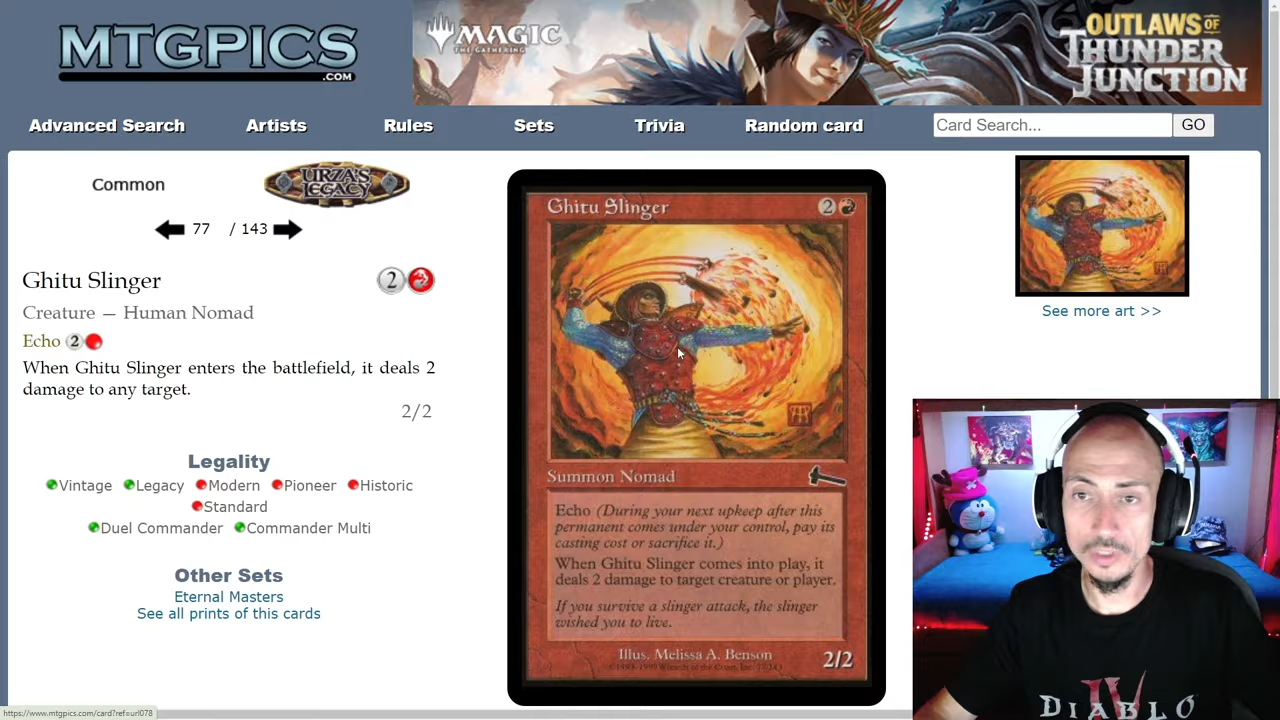 MTGPICS
.COM
MAGIC
THE GATHERING
OUTLAWS OF
THUNDER
JUNCTION
Advanced Search Artists Rules Sets Trivia Random card Card Search... GO
Common
URZA'S
LEGACY
77 / 143
Ghitu Slinger 2
Creature — Human Nomad
Echo 2
When Ghitu Slinger enters the battlefield, it deals 2
damage to any target.
2/2
Legality
Vintage Legacy Modern Pioneer Historic
Standard
Duel Commander Commander Multi
Other Sets
Eternal Masters
See all prints of this cards
Ghitu Slinger 2
Summon Nomad
Echo (During your next upkeep after this
permanent comes under your control, pay its
casting cost or sacrifice it.)
When Ghitu Slinger comes into play, it
deals 2 damage to target creature or player.
If you survive a slinger attack, the slinger
wished you to live.
Illus. Melissa A. Benson
2/2
See more art >>
DIABLO
IV
https://www.mtgpics.com/card?ref=url078